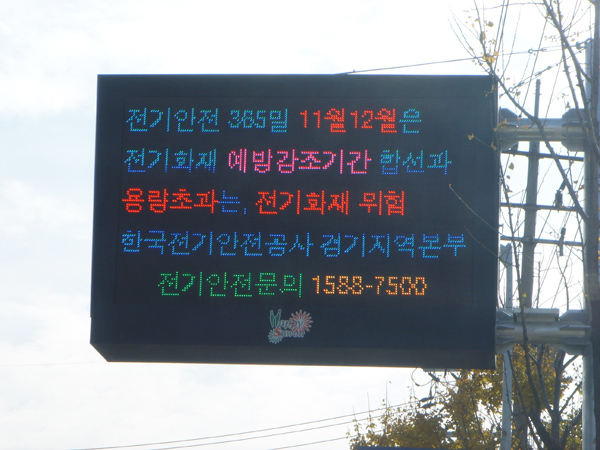 전기안전 365일 11월12월은
전기화재 예방강조기간 합선과
용량초과는, 전기화재 위험
한국전기안전공사 경기지역본부
전기안전문의 1588-7500
Happy
Suwon